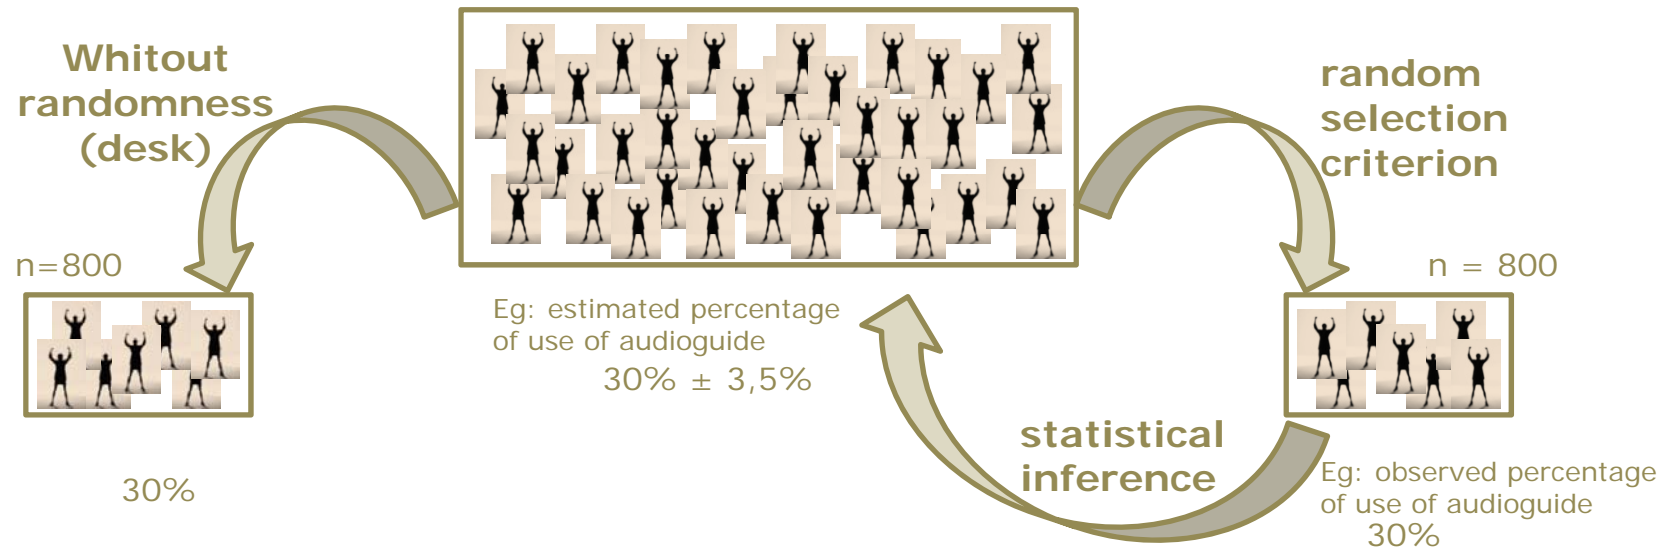 Whitout
randomness
(desk)
n=800
30%
Eg: estimated percentage
of use of audioguide
30% ± 3,5%
random
selection
criterion
n = 800
statistical
inference
Eg: observed percentage
of use of audioguide
30%